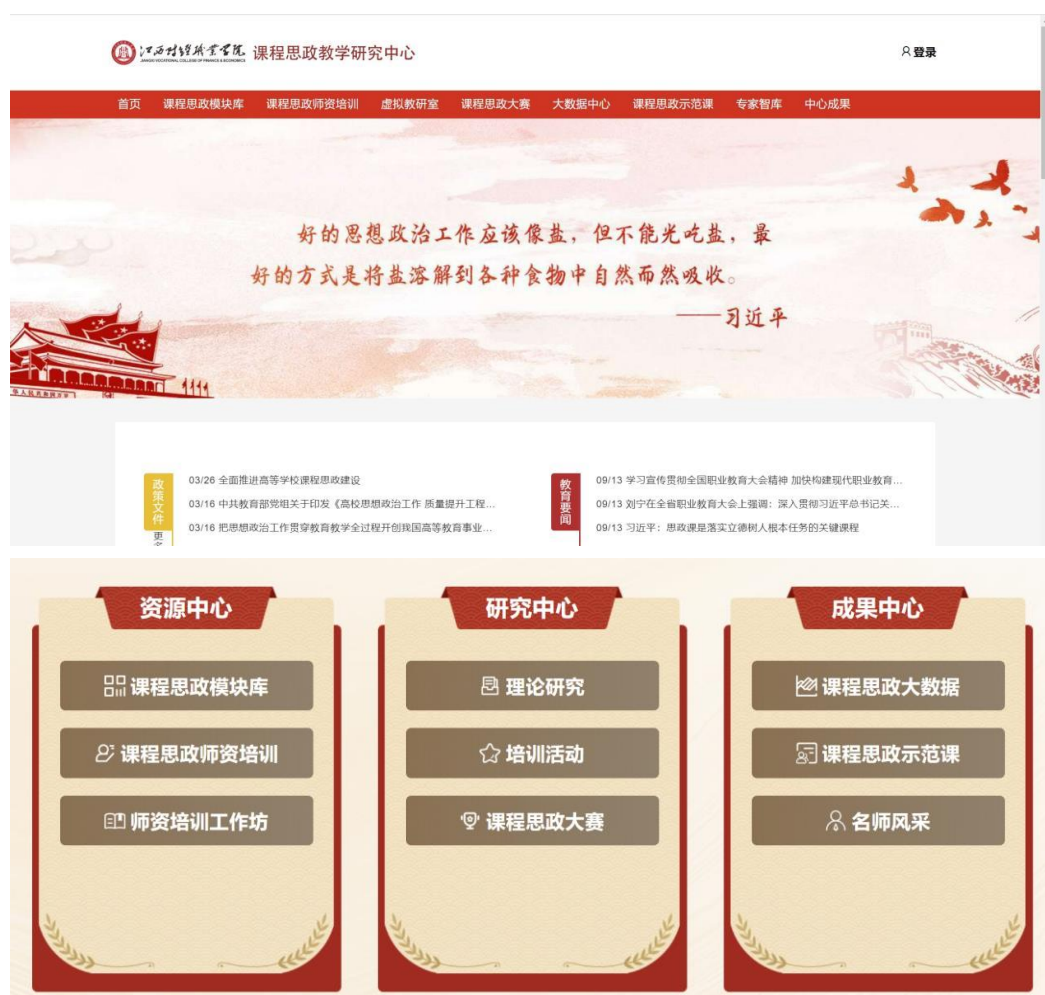 江西财经职业学院
JIANGXI VOCATIONAL COLLEGE OF FINANCE & ECONOMICS
课程思政教学研究中心
登录
首页 课程思政模块库 课程思政师资培训 虚拟教研室 课程思政大赛 大数据中心 课程思政示范课 专家智库 中心成果
好的思想政治工作应该像盐，但不能光吃盐，最
好的方式是将盐溶解到各种食物中自然而然吸收。
——习近平
政策文件
更多
03/26 全面推进高等学校课程思政建设
03/16 中共教育部党组关于印发《高校思想政治工作 质量提升工程...
03/16 把思想政治工作贯穿教育教学全过程开创我国高等教育事业...
教育要闻
09/13 学习宣传贯彻全国职业教育大会精神 加快构建现代职业教育...
09/13 刘宁在全省职业教育大会上强调：深入贯彻习近平总书记关...
09/13 习近平：思政课是落实立德树人根本任务的关键课程
资源中心
课程思政模块库
课程思政师资培训
师资培训工作坊
研究中心
理论研究
培训活动
课程思政大赛
成果中心
课程思政大数据
课程思政示范课
名师风采